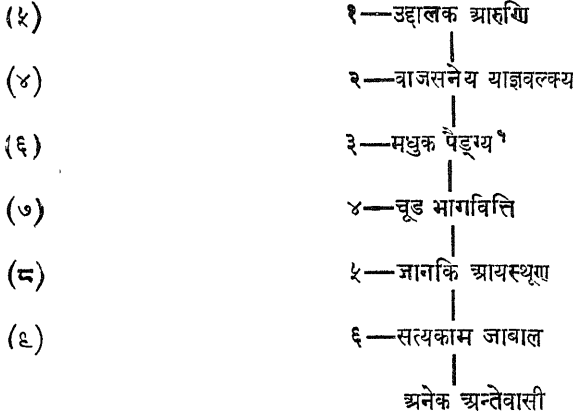 (५) १—उद्दालक आरुणि
(४) २—वाजसनेय याज्ञवल्क्य
(६) ३—मधुक पैङ्ग्य १
(७) ४—चूड भागवित्ति
(८) ५—जानकि आयस्थूण
(९) ६—सत्यकाम जाबाल
अनेक अन्तेवासी